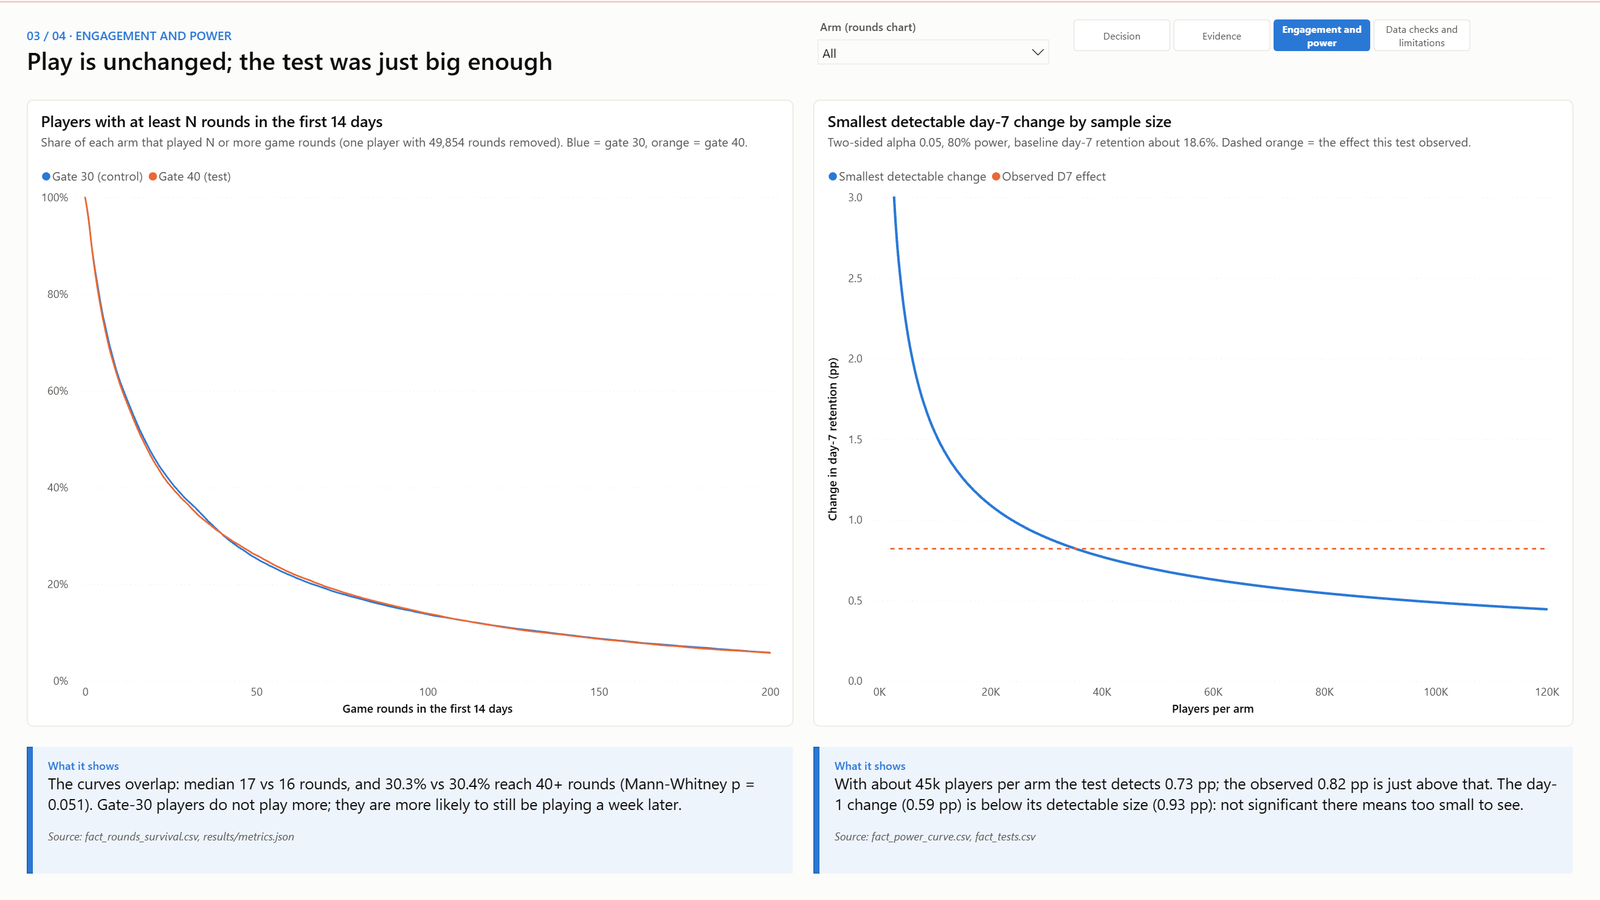 03 / 04 · ENGAGEMENT AND POWER
Play is unchanged; the test was just big enough
Arm (rounds chart)
All
Decision
Evidence
Engagement and
power
Data checks and
limitations
Players with at least N rounds in the first 14 days
Share of each arm that played N or more game rounds (one player with 49,854 rounds removed). Blue = gate 30, orange = gate 40.
Gate 30 (control) Gate 40 (test)
100%
80%
60%
40%
20%
0%
0 50 100 150 200
Game rounds in the first 14 days
Smallest detectable day-7 change by sample size
Two-sided alpha 0.05, 80% power, baseline day-7 retention about 18.6%. Dashed orange = the effect this test observed.
Smallest detectable change Observed D7 effect
Change in day-7 retention (pp)
3.0
2.5
2.0
1.5
1.0
0.5
0.0
0K 20K 40K 60K 80K 100K 120K
Players per arm
What it shows
The curves overlap: median 17 vs 16 rounds, and 30.3% vs 30.4% reach 40+ rounds (Mann-Whitney p =
0.051). Gate-30 players do not play more; they are more likely to still be playing a week later.
Source: fact_rounds_survival.csv, results/metrics.json
What it shows
With about 45k players per arm the test detects 0.73 pp; the observed 0.82 pp is just above that. The day-
1 change (0.59 pp) is below its detectable size (0.93 pp): not significant there means too small to see.
Source: fact_power_curve.csv, fact_tests.csv